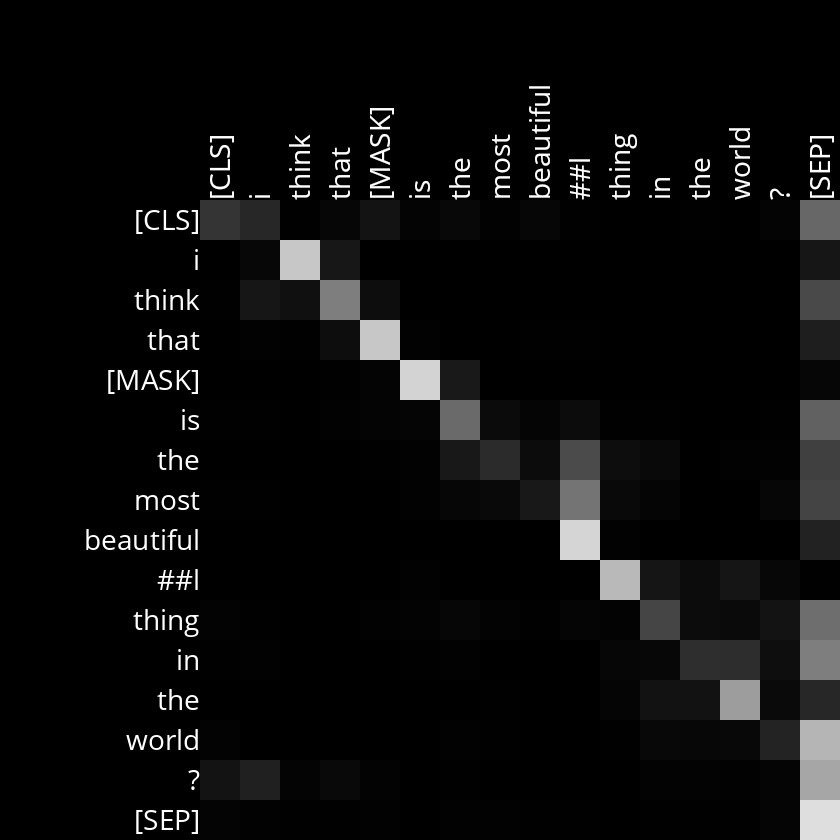 [CLS] i think that [MASK] is the most beautiful ##l thing in the world ? [SEP]
[CLS]
i
think
that
[MASK]
is
the
most
beautiful
##l
thing
in
the
world
?
[SEP]